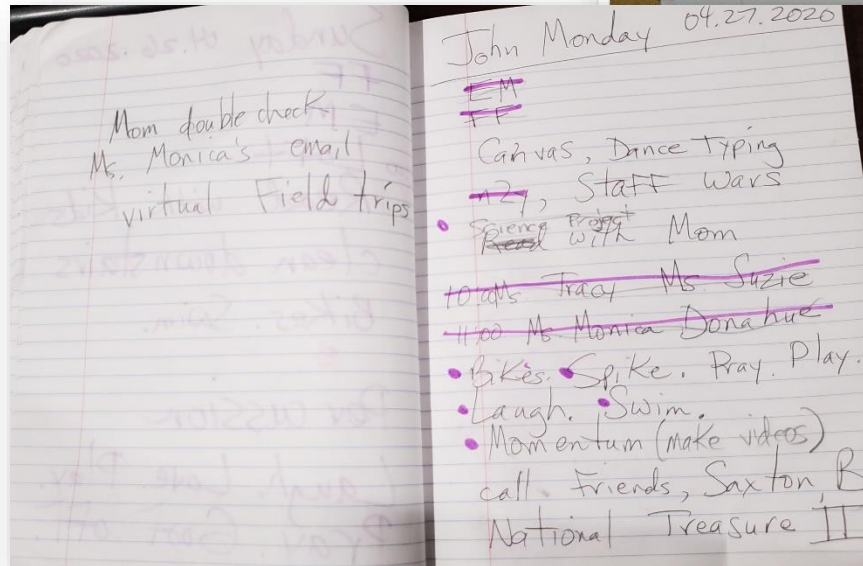 Mom double check
Ms. Monica's email
virtual Field trips
John Monday 04.27.2020
EM
FF
Canvas, Dance Typing
n2y, Staff Wars
Science Project
Read with Mom
10:00 Ms. Tracy Ms. Suzie
11:00 Ms. Monica Donahue
Bikes. Spike. Pray. Play.
Laugh. Swim.
Momentum (make videos)
call. Friends, Saxton, B
National Treasure II